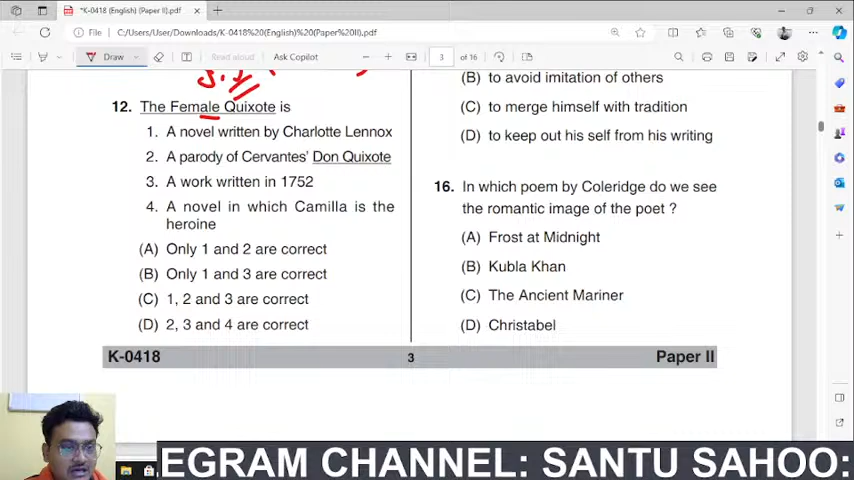 *K-0418 (English) (Paper II).pdf
File
C:/Users/User/Downloads/K-0418%20(English)%20(Paper%20II).pdf
Draw
Read aloud
Ask Copilot
3
of 16
12. The Female Quixote is
1. A novel written by Charlotte Lennox
2. A parody of Cervantes' Don Quixote
3. A work written in 1752
4. A novel in which Camilla is the
heroine
(A) Only 1 and 2 are correct
(B) Only 1 and 3 are correct
(C) 1, 2 and 3 are correct
(D) 2, 3 and 4 are correct
(B) to avoid imitation of others
(C) to merge himself with tradition
(D) to keep out his self from his writing
16. In which poem by Coleridge do we see
the romantic image of the poet ?
(A) Frost at Midnight
(B) Kubla Khan
(C) The Ancient Mariner
(D) Christabel
K-0418
3
Paper II
EGRAM CHANNEL: SANTU SAHOO: